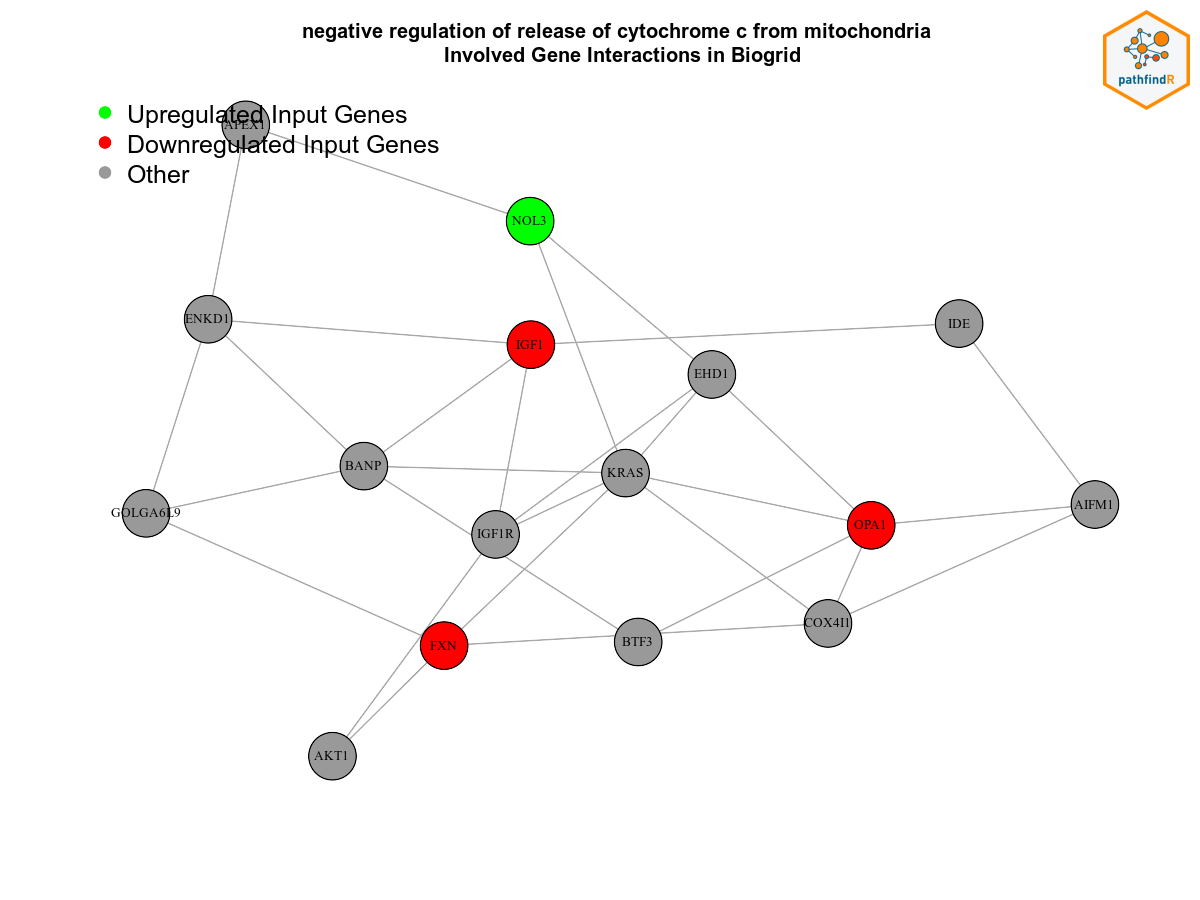 negative regulation of release of cytochrome c from mitochondria
Involved Gene Interactions in Biogrid
pathfindR
Upregulated Input Genes
APEX1
Downregulated Input Genes
Other
NOL3
ENKD1
IDE
IGF1
EHD1
BANP
KRAS
AIFM1
GOLGA6L9
OPA1
IGF1R
COX4I1
BTF3
FXN
AKT1